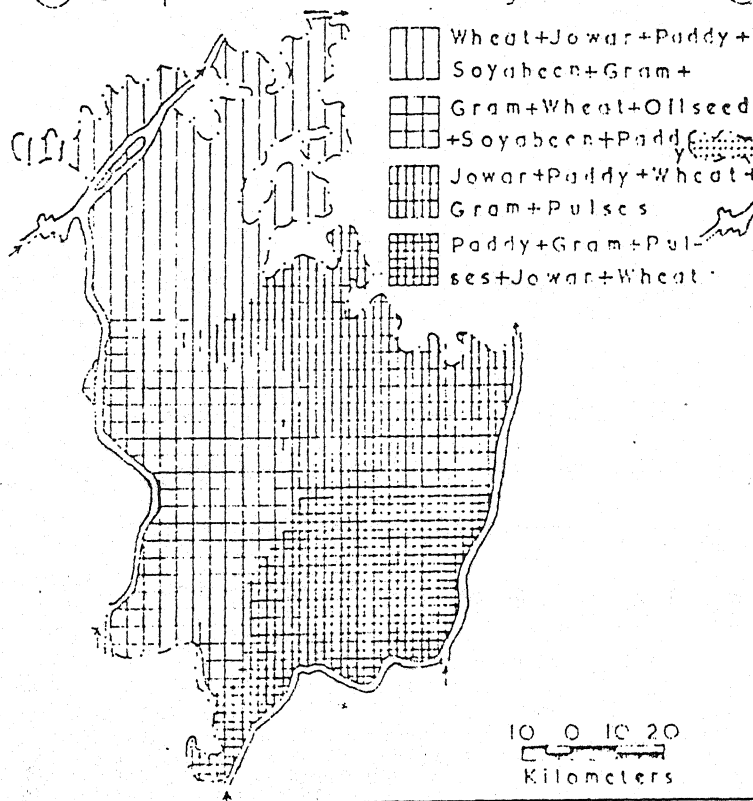 Wheat+Jowar+Paddy+
Soyabeen+Gram+
Gram+Wheat+Oilseed
+Soyabeen+Paddy
Jowar+Paddy+Wheat+
Gram+Pulses
Paddy+Gram+Pul-
ses+Jowar+Wheat
10 0 10 20
Kilometers